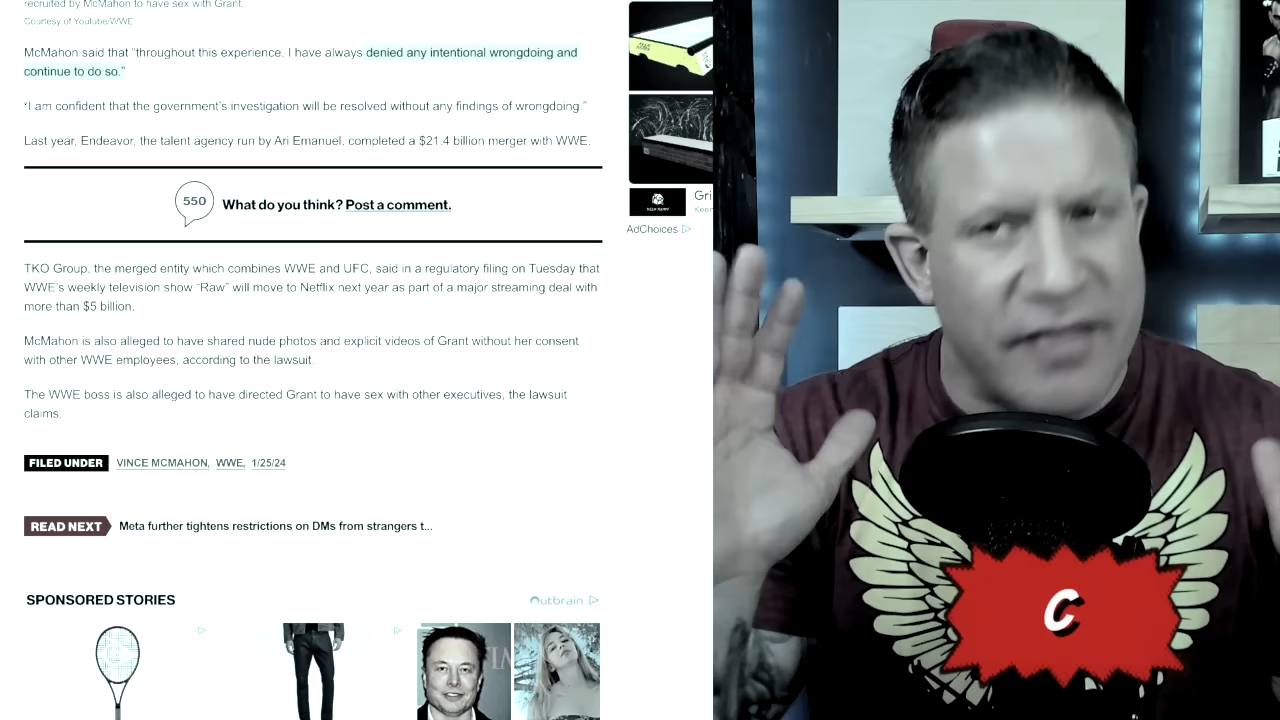 recruited by McMahon to have sex with Grant.
Courtesy of Youtube/WWE
McMahon said that "throughout this experience, I have always denied any intentional wrongdoing and
continue to do so."
"I am confident that the government's investigation will be resolved without any findings of wrongdoing."
Last year, Endeavor, the talent agency run by Ari Emanuel, completed a $21.4 billion merger with WWE.
550
What do you think? Post a comment.
TKO Group, the merged entity which combines WWE and UFC, said in a regulatory filing on Tuesday that
WWE's weekly television show "Raw" will move to Netflix next year as part of a major streaming deal with
more than $5 billion.
McMahon is also alleged to have shared nude photos and explicit videos of Grant without her consent
with other WWE employees, according to the lawsuit.
The WWE boss is also alleged to have directed Grant to have sex with other executives, the lawsuit
claims.
FILED UNDER VINCE MCMAHON, WWE, 1/25/24
READ NEXT Meta further tightens restrictions on DMs from strangers t...
SPONSORED STORIES
Outbrain
Gri
Keen
AdChoices
C